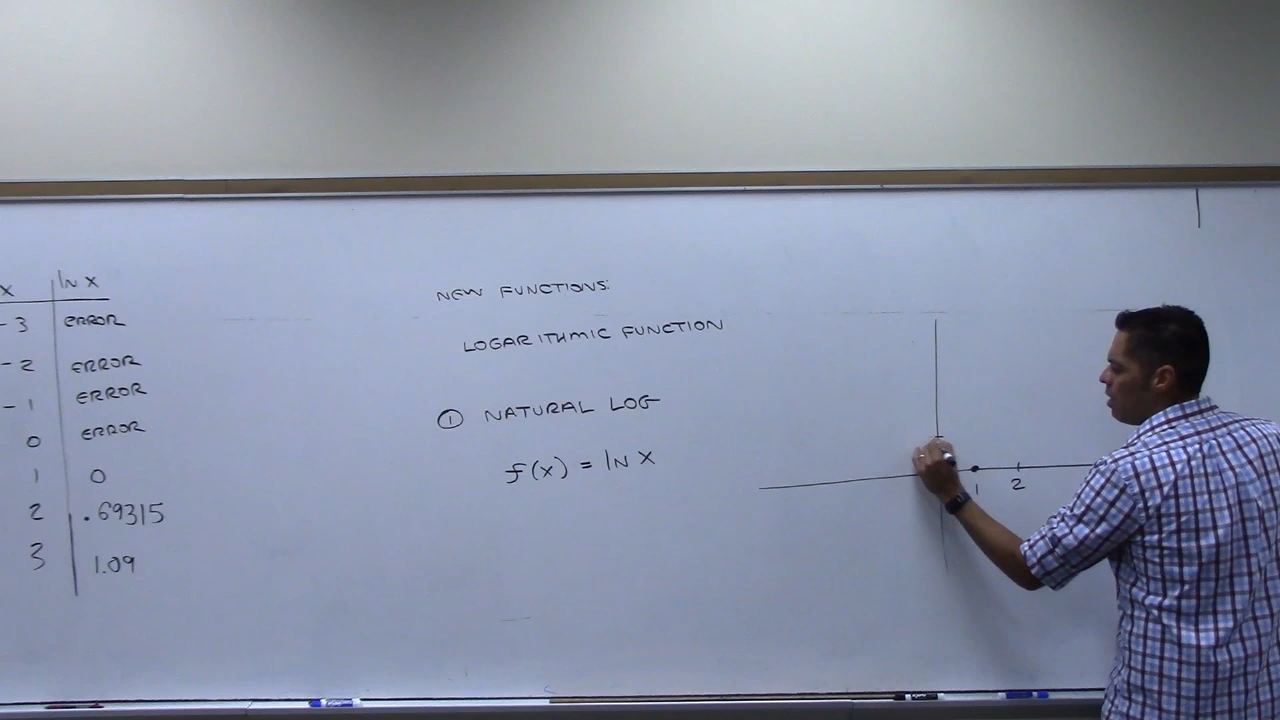 x ln x
-3 ERROR
-2 ERROR
-1 ERROR
0 ERROR
1 0
2 .69315
3 1.09
NEW FUNCTIONS:
LOGARITHMIC FUNCTION
① NATURAL LOG
f(x) = ln x
1 2